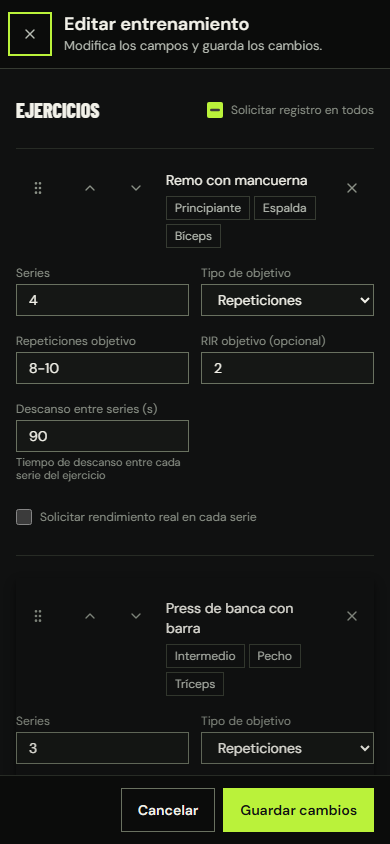 Editar entrenamiento
Modifica los campos y guarda los cambios.
EJERCICIOS
Solicitar registro en todos
Remo con mancuerna
Principiante
Espalda
Bíceps
Series
Tipo de objetivo
4
Repeticiones
Repeticiones objetivo
RIR objetivo (opcional)
8-10
2
Descanso entre series (s)
90
Tiempo de descanso entre cada
serie del ejercicio
Solicitar rendimiento real en cada serie
Press de banca con
barra
Intermedio
Pecho
Tríceps
Series
Tipo de objetivo
3
Repeticiones
Cancelar
Guardar cambios